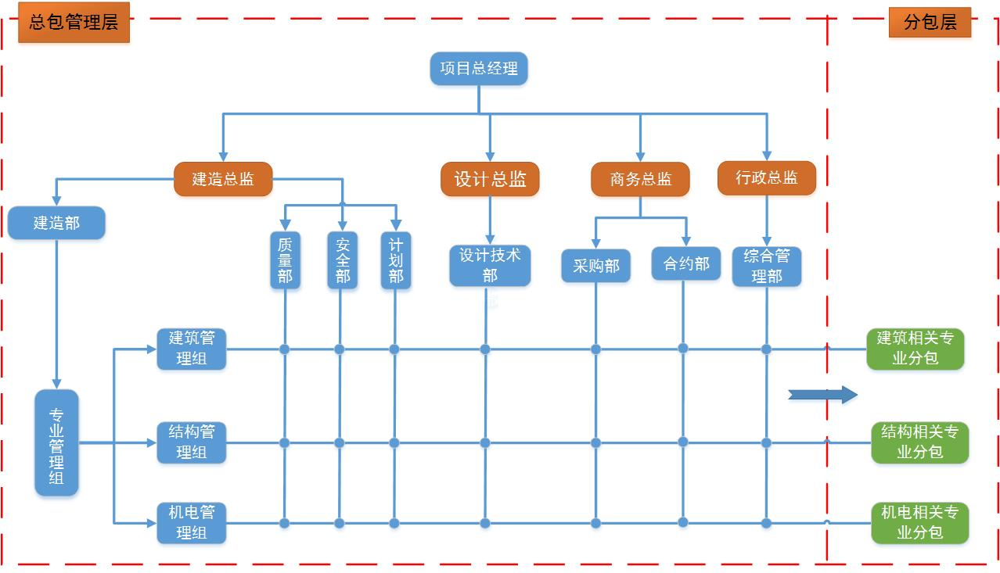 总包管理层
分包层
项目总经理
建造总监
设计总监
商务总监
行政总监
建造部
质量部
安全部
计划部
设计技术
部
采购部
合约部
综合管
理部
建筑管
理组
建筑相关专
业分包
专业管理组
结构管
理组
结构相关专
业分包
机电管
理组
机电相关专
业分包